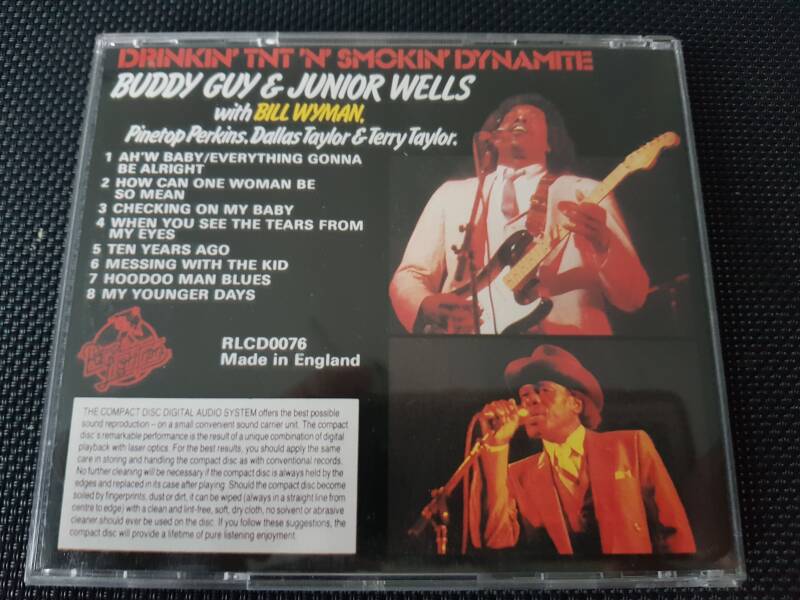 DRINKIN' TNT 'N' SMOKIN' DYNAMITE
BUDDY GUY & JUNIOR WELLS
with BILL WYMAN,
Pinetop Perkins, Dallas Taylor & Terry Taylor.
1 AH'W BABY/EVERYTHING GONNA
BE ALRIGHT
2 HOW CAN ONE WOMAN BE
SO MEAN
3 CHECKING ON MY BABY
4 WHEN YOU SEE THE TEARS FROM
MY EYES
5 TEN YEARS AGO
6 MESSING WITH THE KID
7 HOODOO MAN BLUES
8 MY YOUNGER DAYS
RLCD0076
Made in England
THE COMPACT DISC DIGITAL AUDIO SYSTEM offers the best possible
sound reproduction – on a small convenient sound carrier unit. The compact
disc's remarkable performance is the result of a unique combination of digital
playback with laser optics. For the best results, you should apply the same
care in storing and handling the compact disc as with conventional records.
No further cleaning will be necessary if the compact disc is always held by the
edges and replaced in its case after playing. Should the compact disc become
soiled by fingerprints, dust or dirt, it can be wiped (always in a straight line from
centre to edge) with a clean and lint-free, soft, dry cloth, no solvent or abrasive
cleaner should ever be used on the disc. If you follow these suggestions, the
compact disc will provide a lifetime of pure listening enjoyment.